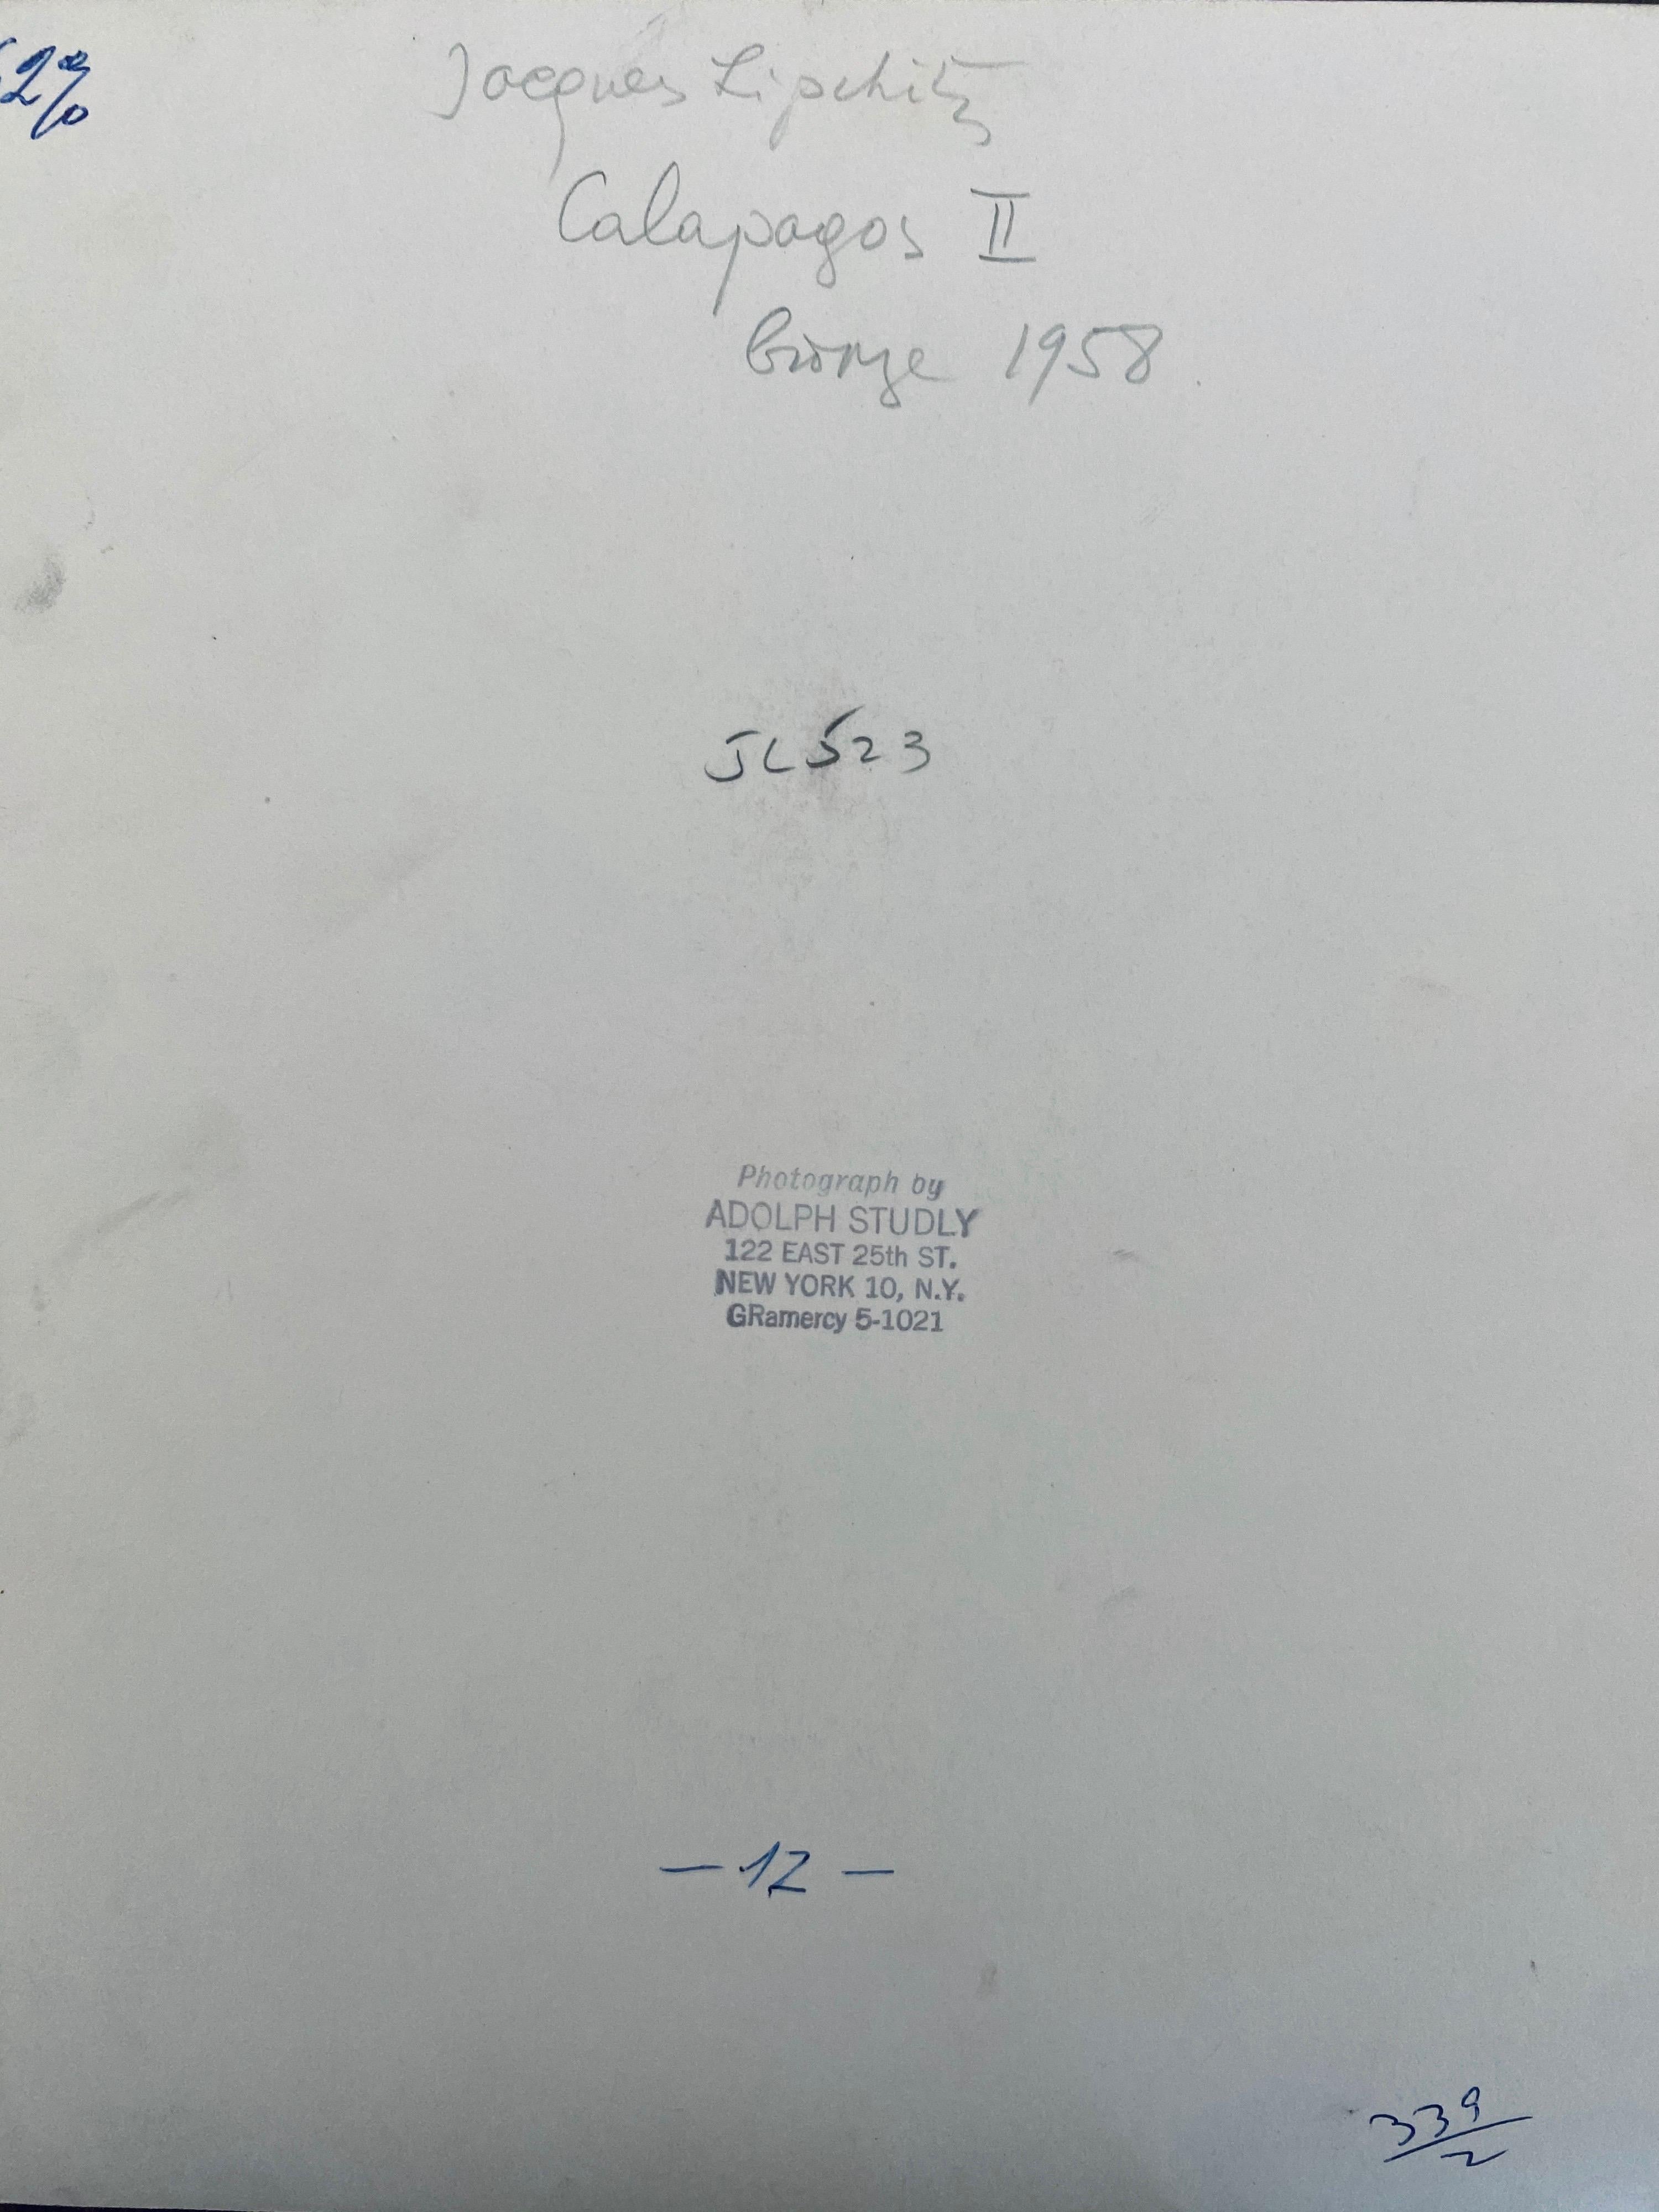 62%
Jacques Lipchitz
Calapagos II
bronze 1958.
JL523
Photograph by
ADOLPH STUDLY
122 EAST 25th ST.
NEW YORK 10, N.Y.
GRamercy 5-1021
— 12 —
339/2